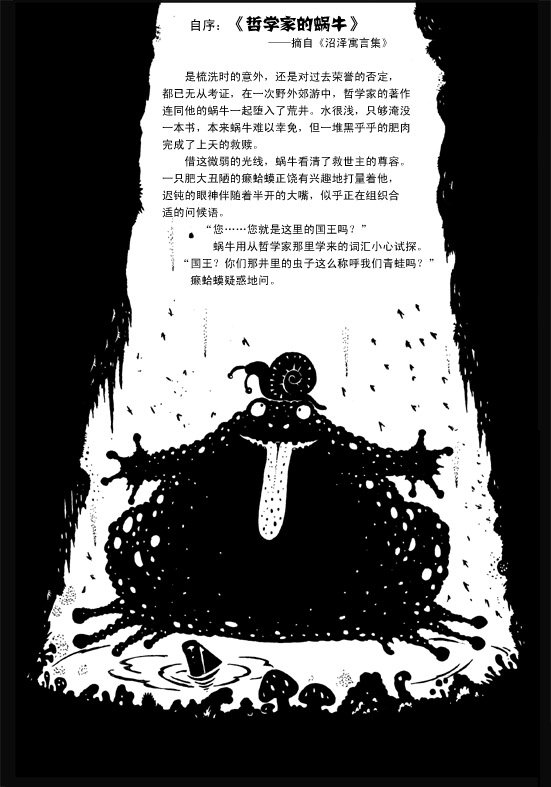 自序：《哲学家的蜗牛》
——摘自《沼泽寓言集》
是梳洗时的意外，还是对过去荣誉的否定，
都已无从考证，在一次野外郊游中，哲学家的著作
连同他的蜗牛一起堕入了荒井。水很浅，只够淹没
一本书，本来蜗牛难以幸免，但一堆黑乎乎的肥肉
完成了上天的救赎。
借这微弱的光线，蜗牛看清了救世主的尊容。
一只肥大丑陋的癞蛤蟆正饶有兴趣地打量着他，
迟钝的眼神伴随着半开的大嘴，似乎正在组织合
适的问候语。
“您……您就是这里的国王吗？”
蜗牛用从哲学家那里学来的词汇小心试探。
“国王？你们那井里的虫子这么称呼我们青蛙吗？”
癞蛤蟆疑惑地问。